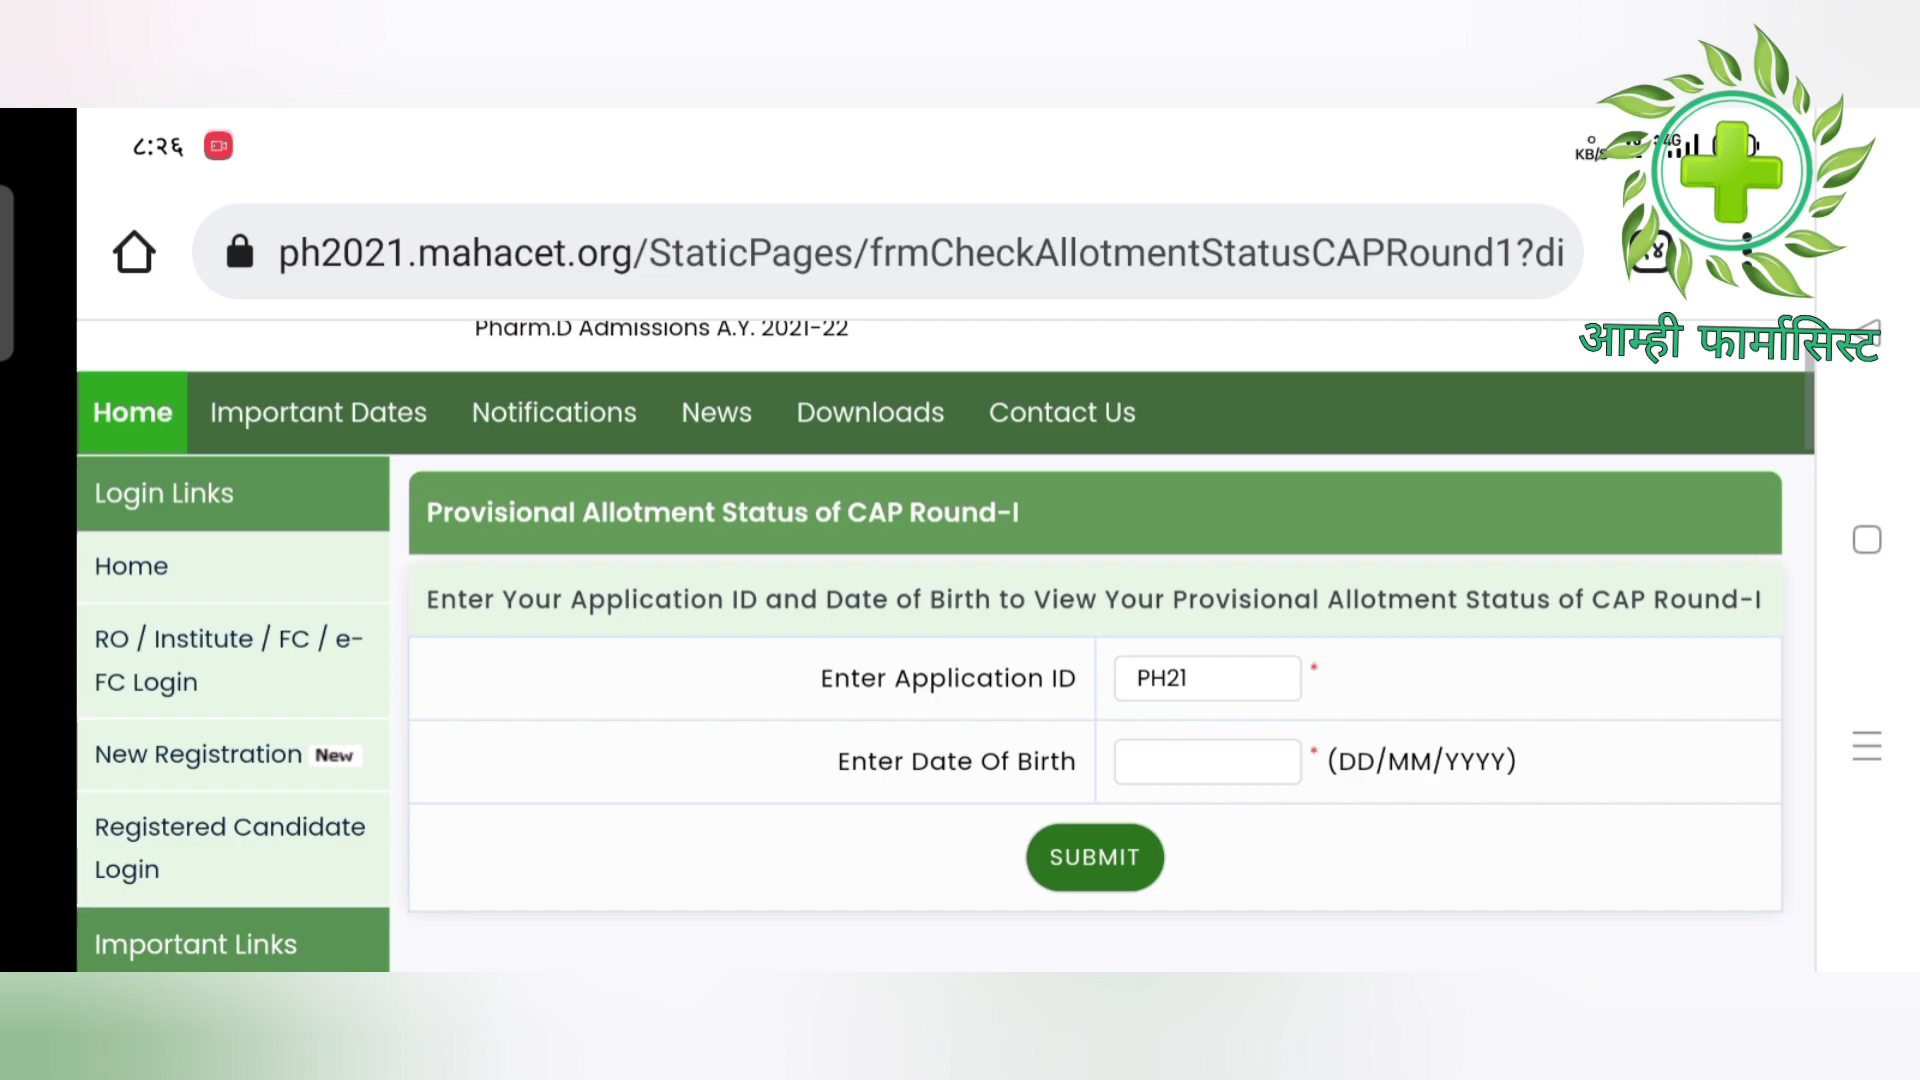 ८:२६
KB/S
4G
ph2021.mahacet.org/StaticPages/frmCheckAllotmentStatusCAPRound1?di
Pharm.D Admissions A.Y. 2021-22
आम्ही फार्मासिस्ट
Home Important Dates Notifications News Downloads Contact Us
Login Links
Home
RO / Institute / FC / e-
FC Login
New Registration New
Registered Candidate
Login
Important Links
Provisional Allotment Status of CAP Round-I
Enter Your Application ID and Date of Birth to View Your Provisional Allotment Status of CAP Round-I
Enter Application ID PH21 *
Enter Date Of Birth * (DD/MM/YYYY)
SUBMIT